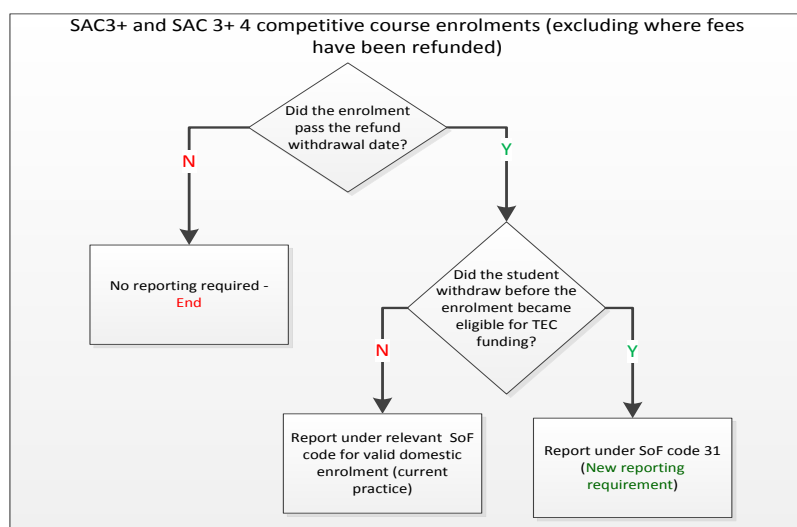 SAC3+ and SAC 3+ 4 competitive course enrolments (excluding where fees
have been refunded)
Did the enrolment
pass the refund
withdrawal date?
N
Y
No reporting required -
End
Did the student
withdraw before the
enrolment became
eligible for TEC
funding?
N
Y
Report under relevant SoF
code for valid domestic
enrolment (current
practice)
Report under SoF code 31
(New reporting
requirement)